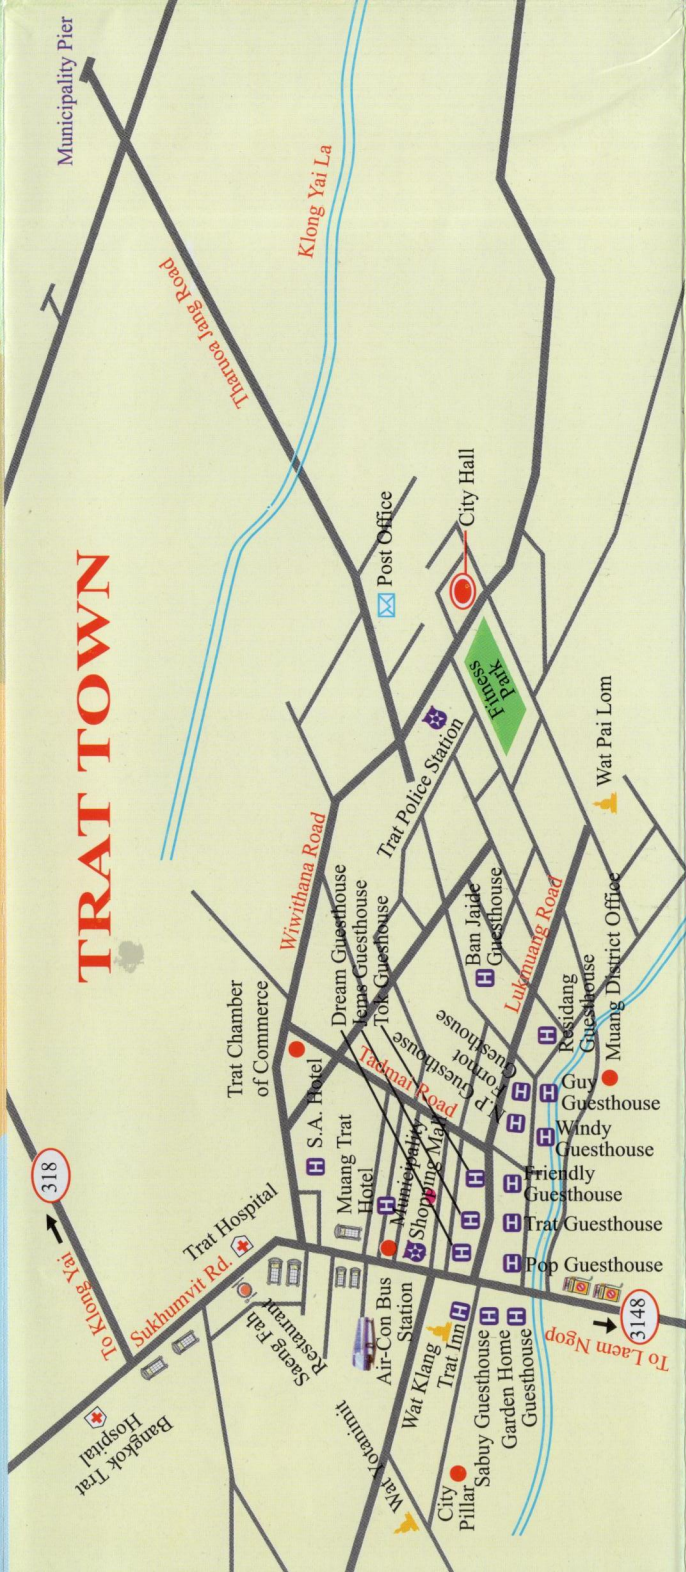 TRAT TOWN
Municipality Pier
Klong Yai La
Tharuoa Jang Road
City Hall
Post Office
Fitness
Park
Trat Police Station
Wat Pai Lom
Wiwithana Road
Dream Guesthouse
Jems Guesthouse
Tok Guesthouse
Ban Jaide
Guesthouse
Lukmuang Road
Trat Chamber
of Commerce
Residang
Guesthouse
Muang District Office
N.P Guesthouse
Formot
Guesthouse
Tadmai Road
S.A. Hotel
Guy
Guesthouse
Windy
Guesthouse
Muang Trat
Hotel
Municipality
Shopping Mall
Friendly
Guesthouse
Trat Guesthouse
Pop Guesthouse
318
To Klong Yai
Trat Hospital
Sukhumvit Rd.
Saeng Fah
Restaurant
Air-Con Bus
Station
Wat Klang
Trat Inn
Sabuy Guesthouse
Garden Home
Guesthouse
3148
To Laem Ngop
Bangkok Trat
Hospital
Wat Yotanimit
City
Pillar